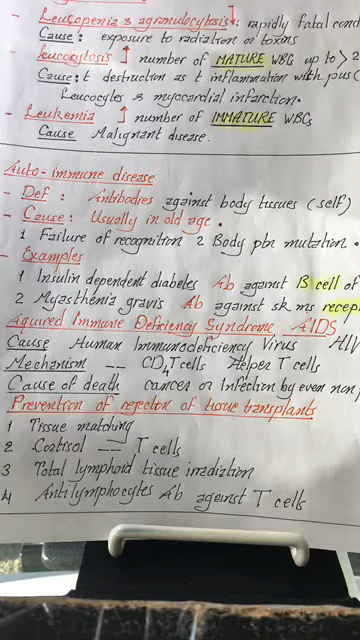 - Leucopenia & agranulocytosis ↓: rapidly fatal cond
Cause: exposure to radiation or toxins
- leucocytosis ↑ number of MATURE WBC up to > 2
Cause: t destruction as t inflammation with pus (
Leucocytes & myocardial infarction.
- Leukemia ↑ number of IMMATURE WBCs
Cause Malignant disease.
Auto-immune disease
- Def: Antibodies against body tissues (self)
- Cause: Usually in old age.
1 Failure of recognition 2 Body ptn mutation.
- Examples
1 Insulin dependent diabetes Ab against B cell of
2 Myasthenia gravis Ab against sk ms recep
Aquired Immune Deficiency Syndrome AIDS
Cause Human Immunodeficiency Virus HIV
Mechanism -- CD4 T cells Helper T cells
Cause of death cancer or Infection by even non
Prevention of rejection of tissue transplants
1 Tissue matching
2 Cortisol -- T cells
3 Total lymphoid tissue irradiation
4 Antilymphocytes Ab against T cells